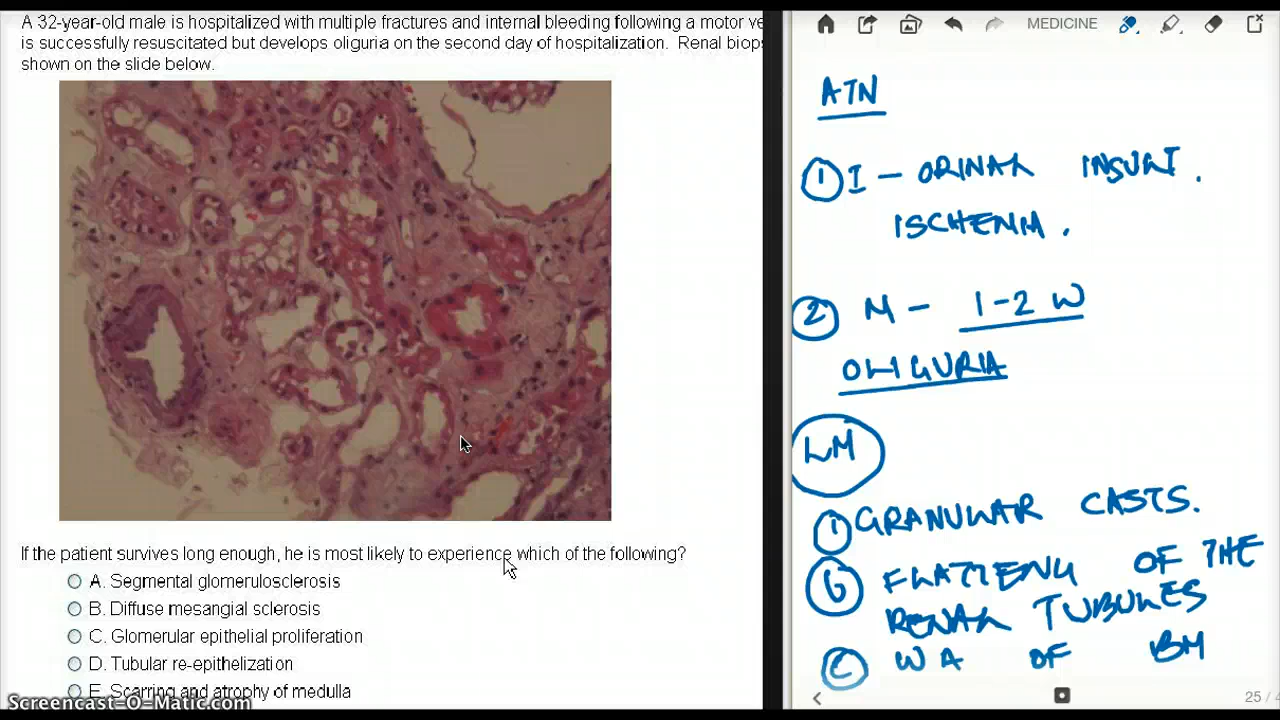 A 32-year-old male is hospitalized with multiple fractures and internal bleeding following a motor ve
is successfully resuscitated but develops oliguria on the second day of hospitalization. Renal biops
shown on the slide below.
If the patient survives long enough, he is most likely to experience which of the following?
A. Segmental glomerulosclerosis
B. Diffuse mesangial sclerosis
C. Glomerular epithelial proliferation
D. Tubular re-epithelization
E. Scarring and atrophy of medulla
Screencast-O-Matic.com
MEDICINE
ATN
1 I - ORINAL INSULT.
ISCHEMIA.
2 M - 1-2 W
OLIGURIA
LM
1 GRANULAR CASTS.
FLATTENG OF THE
RENAL TUBULES
C WA OF BM
25 / 4